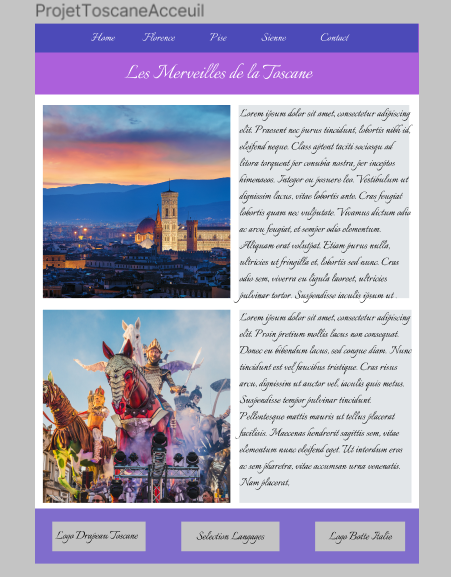 ProjetToscaneAcceuil
Home Florence Pise Sienne Contact
Les Merveilles de la Toscane
Lorem ipsum dolor sit amet, consectetur adipiscing
elit. Praesent nec purus tincidunt, lobortis nibh id,
eleifend neque. Class aptent taciti sociosqu ad
litora torquent per conubia nostra, per inceptos
himenaeos. Integer eu posuere leo. Vestibulum ut
dignissim lacus, vitae lobortis ante. Cras feugiat
lobortis quam nec vulputate. Vivamus dictum odio
ac arcu feugiat, et semper odio elementum.
Aliquam erat volutpat. Etiam purus nulla,
ultricies ut fringilla et, lobortis sed nunc. Cras
odio sem, viverra eu ligula laoreet, ultricies
pulvinar tortor. Suspendisse iaculis ipsum ut
Lorem ipsum dolor sit amet, consectetur adipiscing
elit. Proin pretium mollis lacus non consequat.
Donec eu bibendum lacus, sed congue diam. Nunc
tincidunt est vel faucibus tristique. Cras risus
arcu, dignissim ut auctor vel, iaculis quis metus.
Suspendisse tempor pulvinar tincidunt.
Pellentesque mattis mauris ut tellus placerat
facilisis. Maecenas hendrerit sagittis sem, vitae
elementum nunc eleifend eget. Ut interdum eros
ac sem pharetra, vitae accumsan urna venenatis.
Nam placerat,
Logo Drapeau Toscane Selection Langages Logo Botte Italie